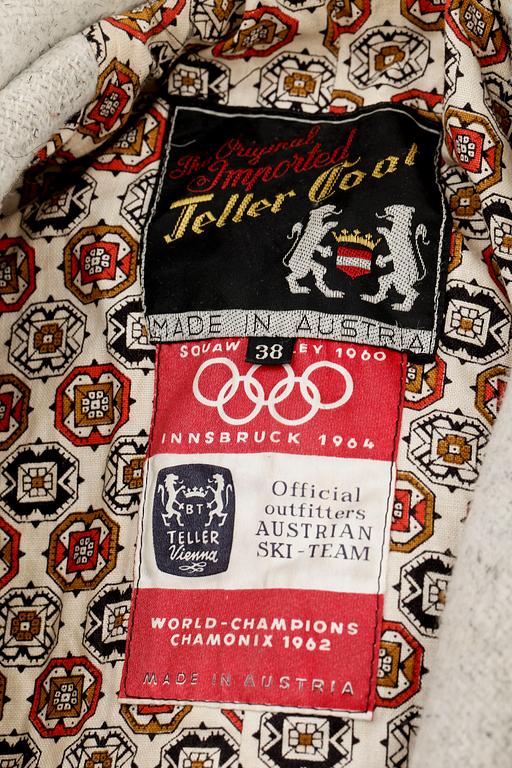 The Original
Imported
Teller Coat
MADE IN AUSTRIA
38
SQUAW LEY 1960
INNSBRUCK 1964
BT
TELLER
Vienna
Official
outfitters
AUSTRIAN
SKI-TEAM
WORLD-CHAMPIONS
CHAMONIX 1962
MADE IN AUSTRIA